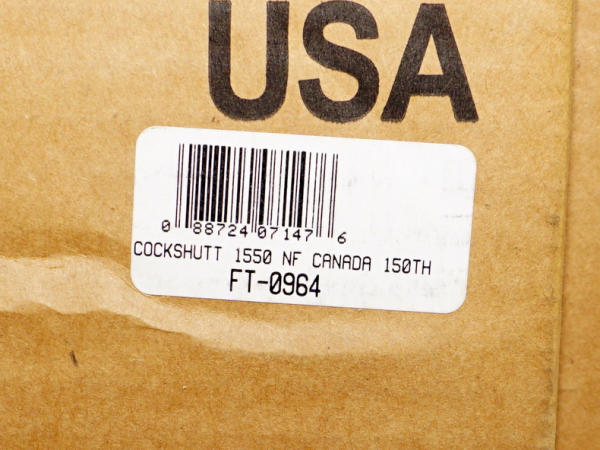 USA
0 88724 07147 6
COCKSHUTT 1550 NF CANADA 150TH
FT-0964